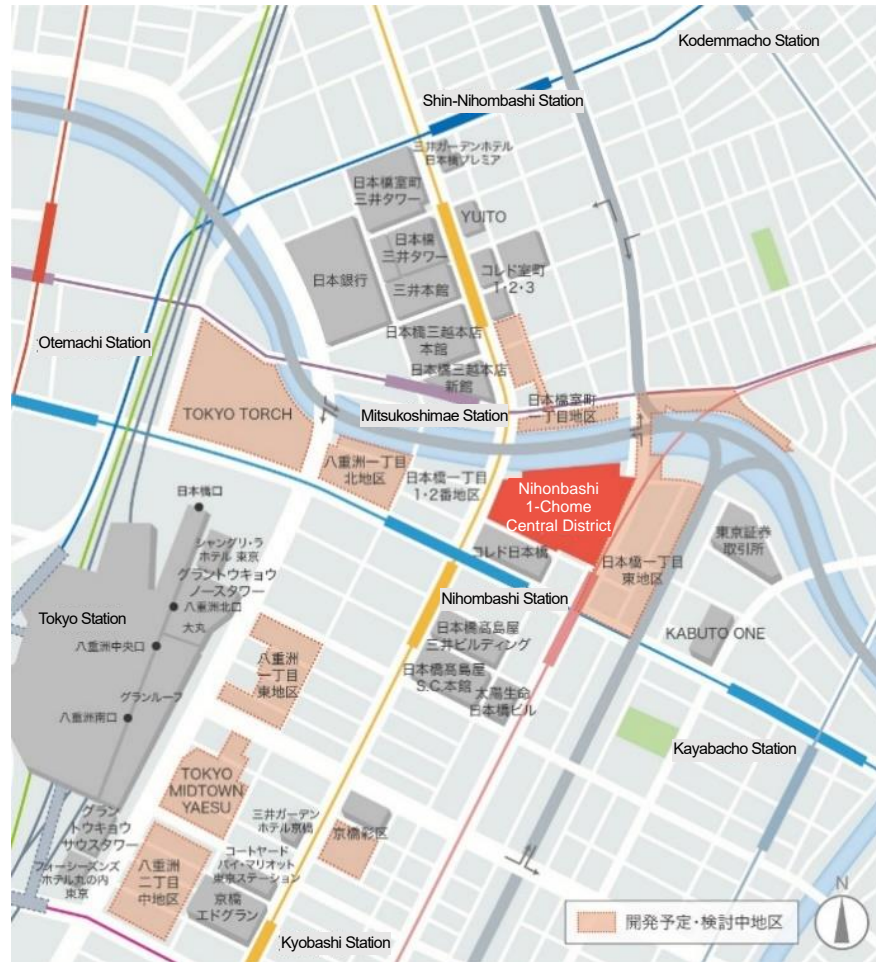 Kodemmacho Station
Shin-Nihombashi Station
三井ガーデンホテル
日本橋プレミア
日本橋室町
三井タワー
YUITO
日本橋
三井タワー
コレド室町
1・2・3
日本銀行
三井本館
日本橋三越本店
本館
日本橋三越本店
新館
Otemachi Station
TOKYO TORCH
Mitsukoshimae Station
日本橋室町
一丁目地区
八重洲一丁目
北地区
日本橋一丁目
1・2番地区
Nihonbashi
1-Chome
Central District
日本橋口
シャングリ・ラ
ホテル 東京
グラントウキョウ
ノースタワー
コレド日本橋
日本橋一丁目
東地区
東京証券
取引所
Tokyo Station
八重洲北口
大丸
八重洲中央口
Nihombashi Station
KABUTO ONE
日本橋髙島屋
三井ビルディング
八重洲
一丁目
東地区
日本橋髙島屋
S.C.本館
太陽生命
日本橋ビル
グランルーフ
八重洲南口
Kayabacho Station
TOKYO
MIDTOWN
YAESU
グラン
トウキョウ
サウスタワー
三井ガーデン
ホテル京橋
京橋彩区
フォーシーズンズ
ホテル丸の内
東京
八重洲
二丁目
中地区
コートヤード
バイ・マリオット
東京ステーション
京橋
エドグラン
Kyobashi Station
開発予定・検討中地区
N